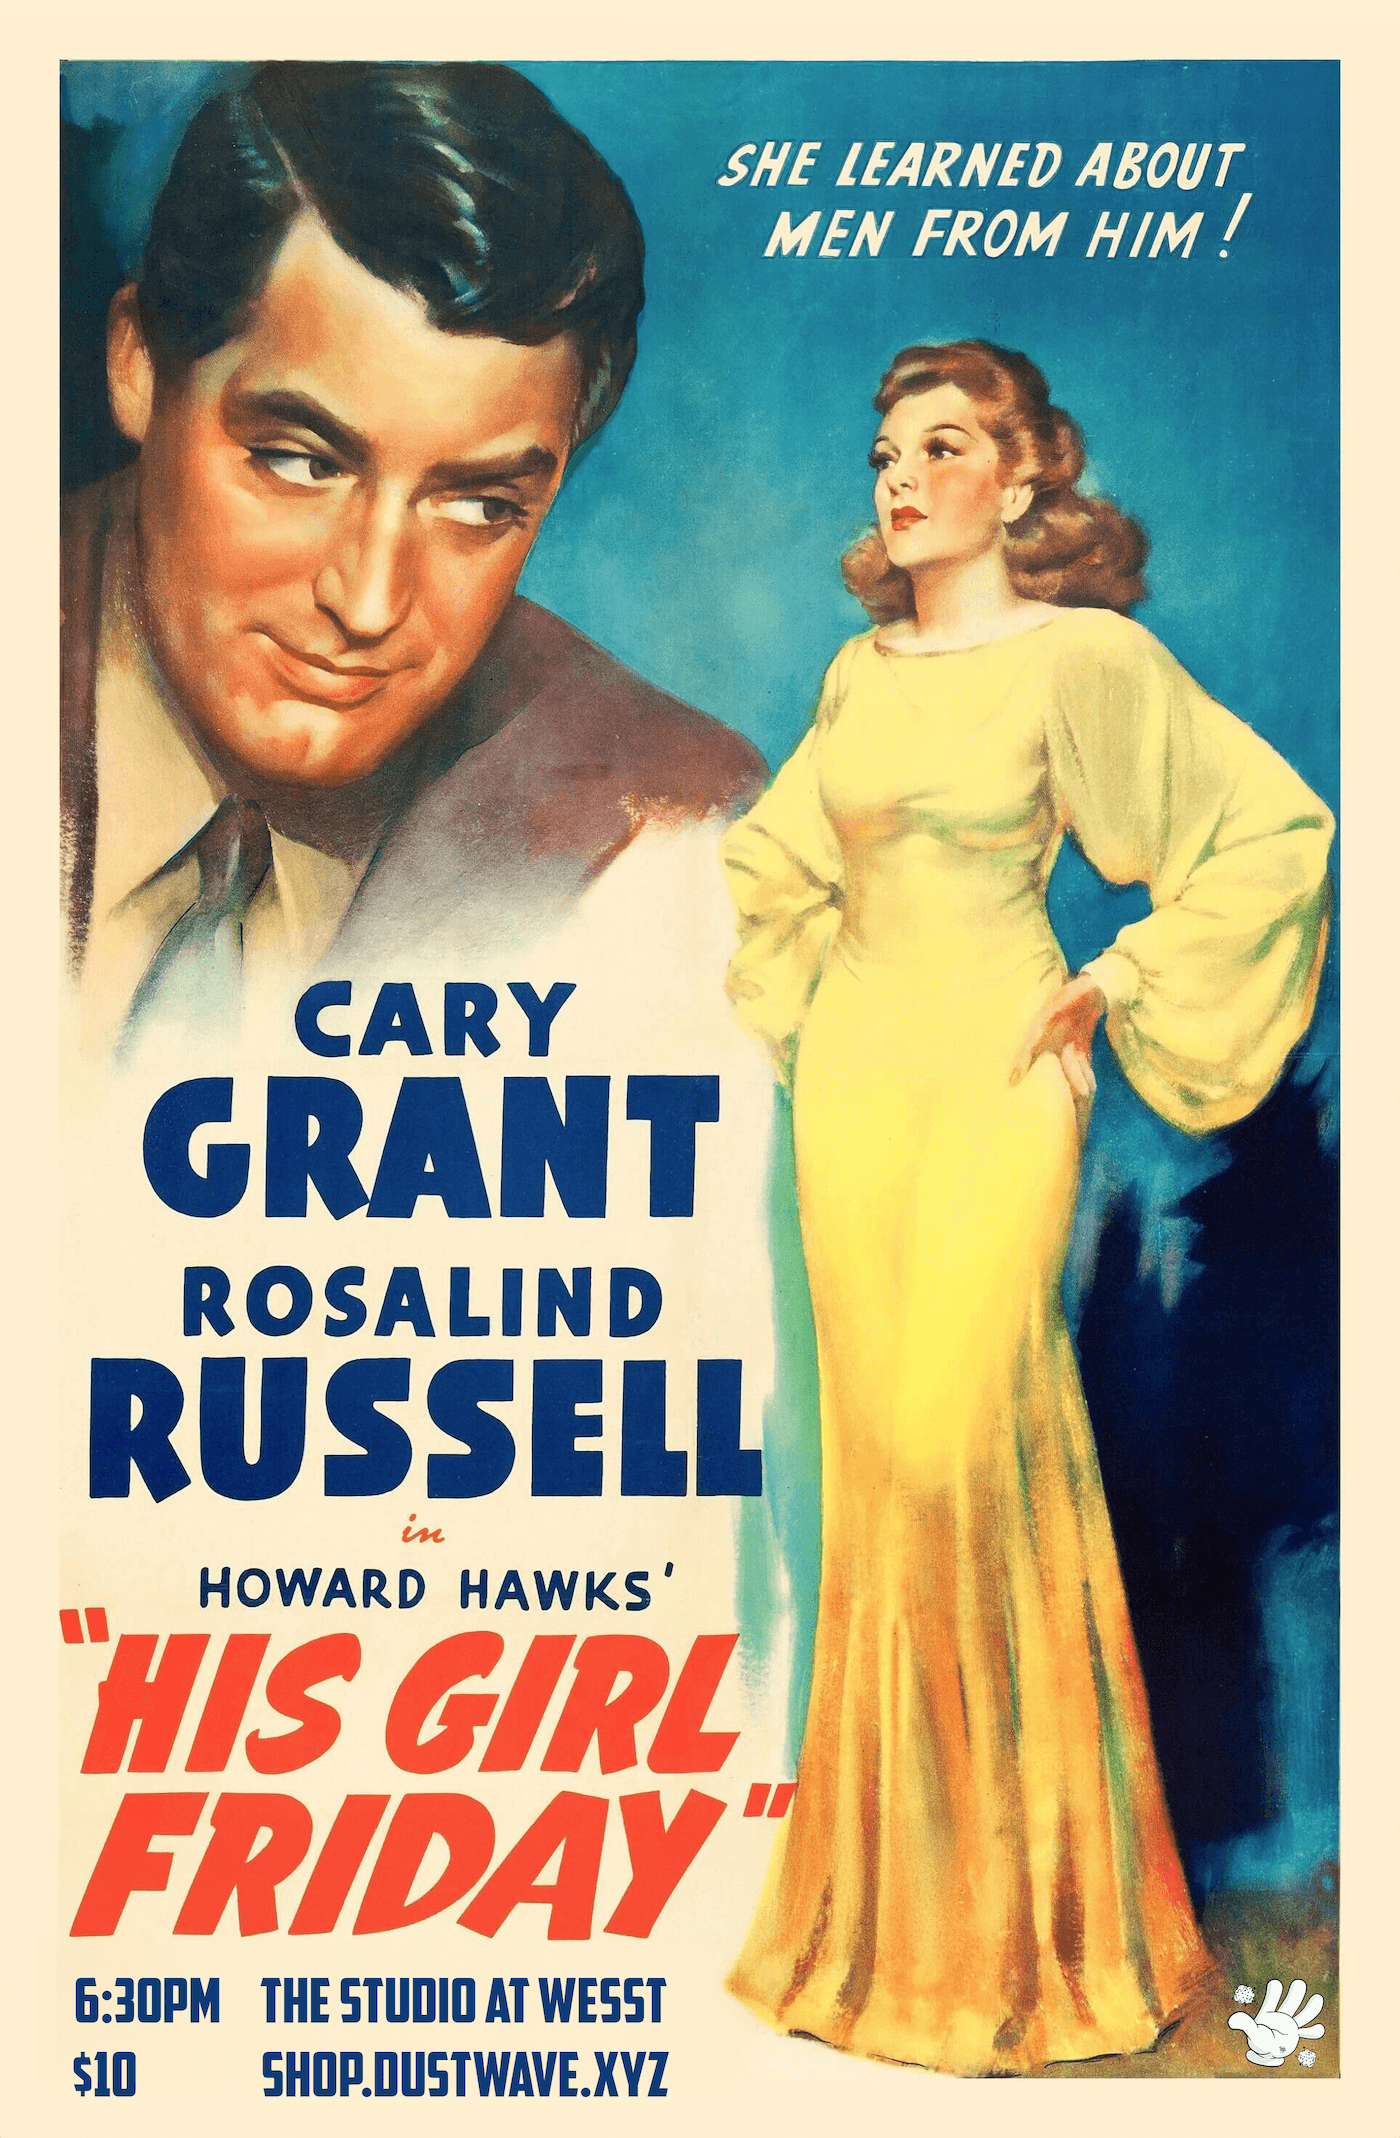 SHE LEARNED ABOUT
MEN FROM HIM!
CARY
GRANT
ROSALIND
RUSSELL
in
HOWARD HAWKS'
"HIS GIRL
FRIDAY"
6:30PM THE STUDIO AT WESST
$10 SHOP.DUSTWAVE.XYZ